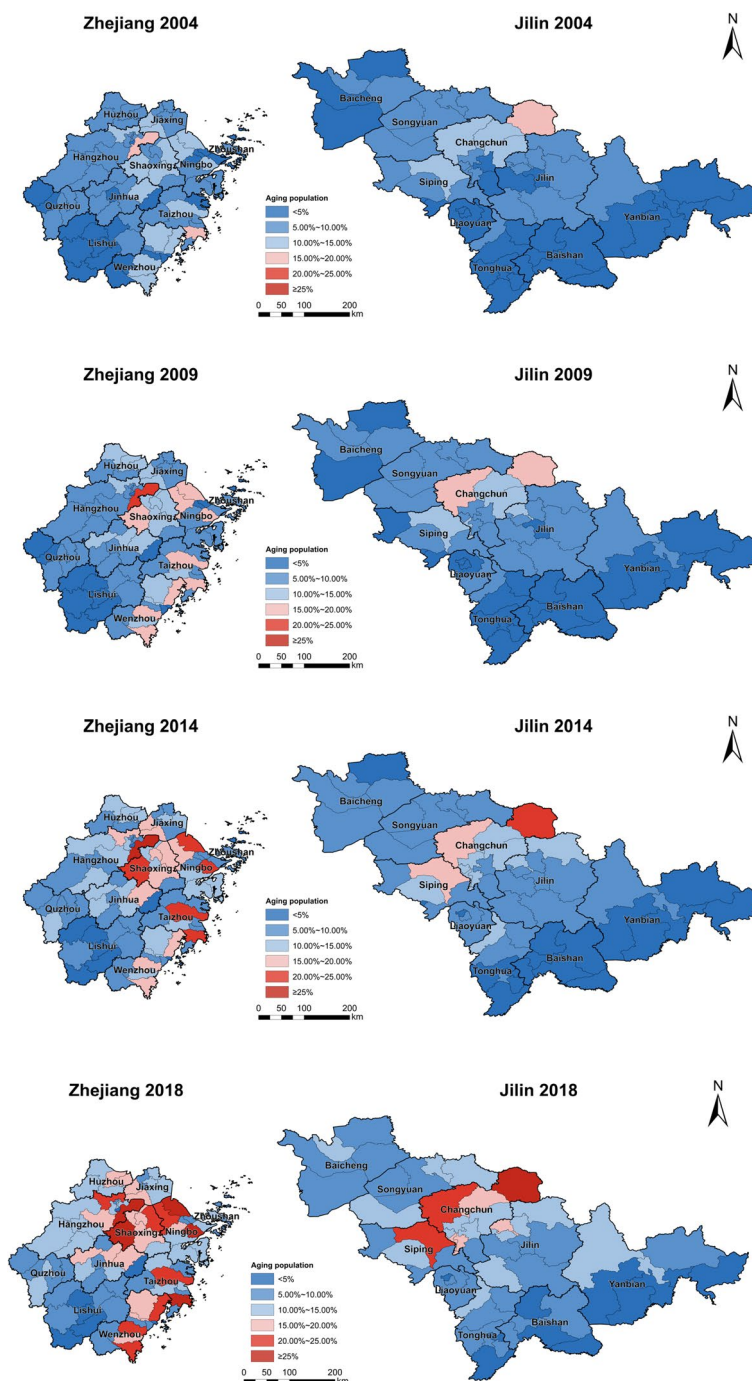 Zhejiang 2004
Jilin 2004
N
Huzhou
Jiaxing
Hangzhou
Shaoxing
Ningbo
Zhoushan
Quzhou
Jinhua
Taizhou
Lishui
Wenzhou
Aging population
<5%
5.00%~10.00%
10.00%~15.00%
15.00%~20.00%
20.00%~25.00%
≥25%
0 50 100 200
km
Baicheng
Songyuan
Changchun
Siping
Jilin
Liaoyuan
Yanbian
Baishan
Tonghua
Zhejiang 2009
Jilin 2009
N
Huzhou
Jiaxing
Hangzhou
Shaoxing
Ningbo
Zhoushan
Quzhou
Jinhua
Taizhou
Lishui
Wenzhou
Aging population
<5%
5.00%~10.00%
10.00%~15.00%
15.00%~20.00%
20.00%~25.00%
≥25%
0 50 100 200
km
Baicheng
Songyuan
Changchun
Siping
Jilin
Liaoyuan
Yanbian
Baishan
Tonghua
Zhejiang 2014
Jilin 2014
N
Huzhou
Jiaxing
Hangzhou
Shaoxing
Ningbo
Zhoushan
Quzhou
Jinhua
Taizhou
Lishui
Wenzhou
Aging population
<5%
5.00%~10.00%
10.00%~15.00%
15.00%~20.00%
20.00%~25.00%
≥25%
0 50 100 200
km
Baicheng
Songyuan
Changchun
Siping
Jilin
Liaoyuan
Yanbian
Baishan
Tonghua
Zhejiang 2018
Jilin 2018
N
Huzhou
Jiaxing
Hangzhou
Shaoxing
Ningbo
Zhoushan
Quzhou
Jinhua
Taizhou
Lishui
Wenzhou
Aging population
<5%
5.00%~10.00%
10.00%~15.00%
15.00%~20.00%
20.00%~25.00%
≥25%
0 50 100 200
km
Baicheng
Songyuan
Changchun
Siping
Jilin
Liaoyuan
Yanbian
Baishan
Tonghua